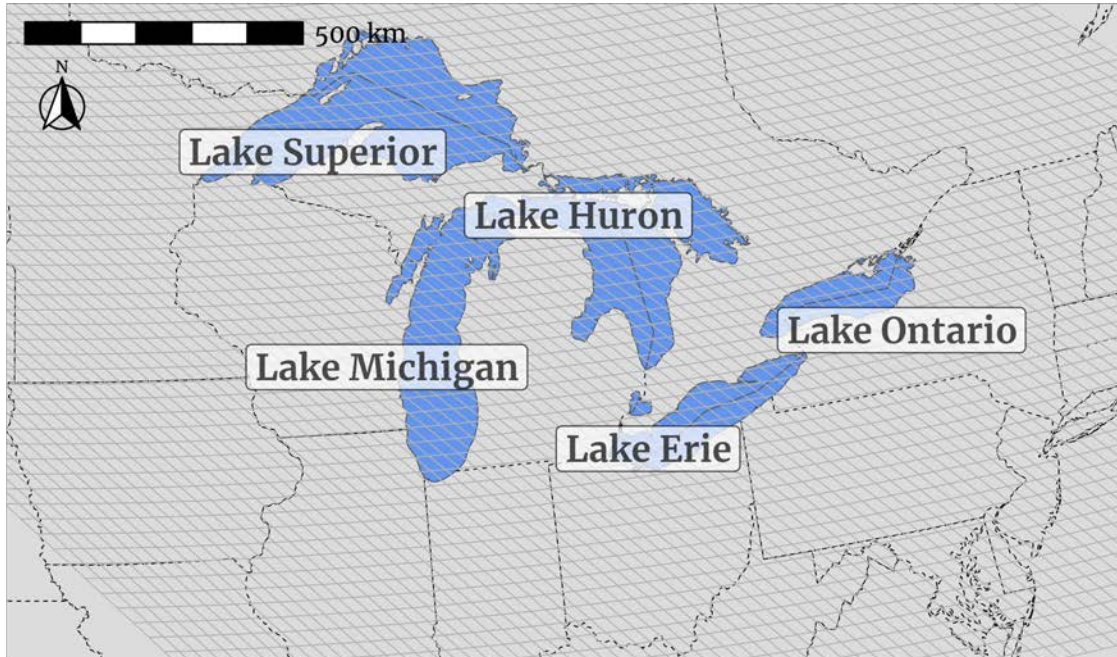 500 km
N
Lake Superior
Lake Huron
Lake Ontario
Lake Michigan
Lake Erie